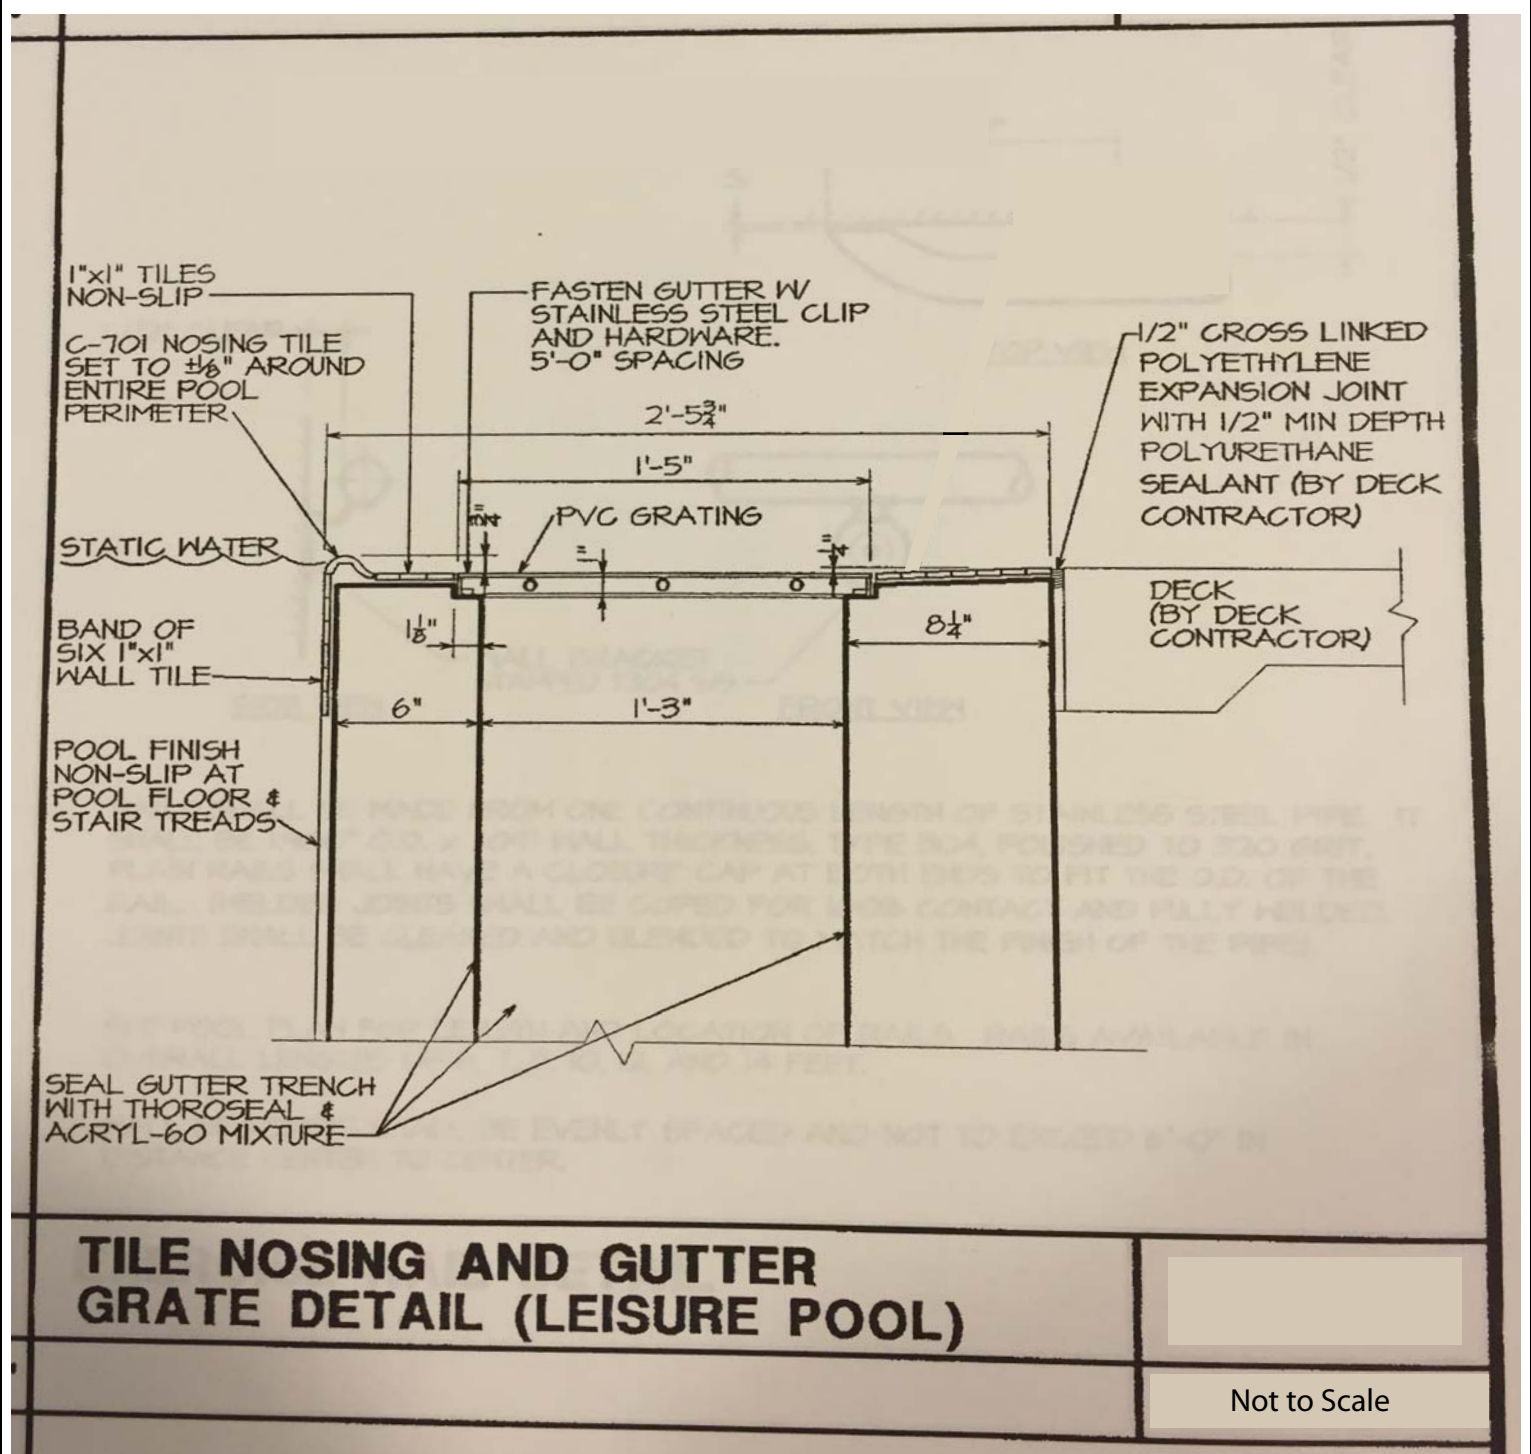 1"x1" TILES
NON-SLIP
C-701 NOSING TILE
SET TO ±1/8" AROUND
ENTIRE POOL
PERIMETER
FASTEN GUTTER W/
STAINLESS STEEL CLIP
AND HARDWARE.
5'-0" SPACING
1/2" CROSS LINKED
POLYETHYLENE
EXPANSION JOINT
WITH 1/2" MIN DEPTH
POLYURETHANE
SEALANT (BY DECK
CONTRACTOR)
2'-5 3/4"
1'-5"
PVC GRATING
3/4"
1"
1/4"
STATIC WATER
DECK
(BY DECK
CONTRACTOR)
BAND OF
SIX 1"x1"
WALL TILE
1 1/8"
8 1/4"
6"
1'-3"
POOL FINISH
NON-SLIP AT
POOL FLOOR &
STAIR TREADS
SEAL GUTTER TRENCH
WITH THOROSEAL &
ACRYL-60 MIXTURE
TILE NOSING AND GUTTER
GRATE DETAIL (LEISURE POOL)
Not to Scale